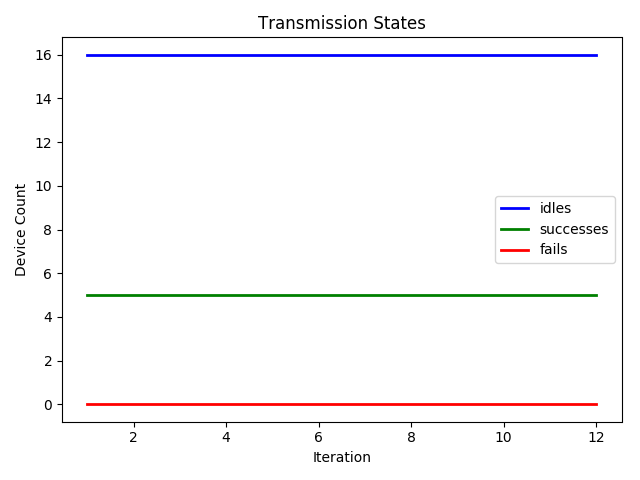 Transmission States
16
14
12
10
8
6
4
2
0
Device Count
idles
successes
fails
2 4 6 8 10 12
Iteration